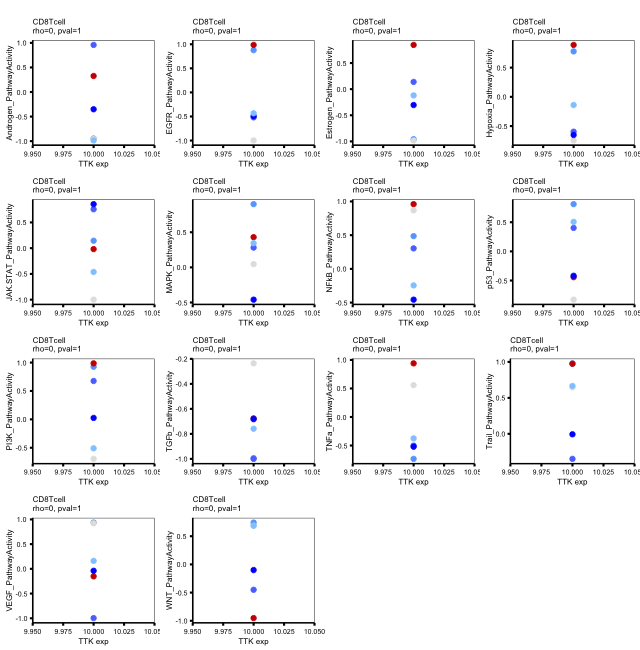 CD8Tcell
rho=0, pval=1
Androgen_PathwayActivity
1.0
0.5
0.0
-0.5
-1.0
9.950 9.975 10.000 10.025 10.05
TTK exp
CD8Tcell
rho=0, pval=1
EGFR_PathwayActivity
1.0
0.5
0.0
-0.5
-1.0
9.950 9.975 10.000 10.025 10.05
TTK exp
CD8Tcell
rho=0, pval=1
Estrogen_PathwayActivity
0.5
0.0
-0.5
-1.0
9.950 9.975 10.000 10.025 10.05
TTK exp
CD8Tcell
rho=0, pval=1
Hypoxia_PathwayActivity
0.5
0.0
-0.5
9.950 9.975 10.000 10.025 10.05
TTK exp
CD8Tcell
rho=0, pval=1
JAK.STAT_PathwayActivity
0.5
0.0
-0.5
-1.0
9.950 9.975 10.000 10.025 10.05
TTK exp
CD8Tcell
rho=0, pval=1
MAPK_PathwayActivity
0.5
0.0
-0.5
9.950 9.975 10.000 10.025 10.05
TTK exp
CD8Tcell
rho=0, pval=1
NFkB_PathwayActivity
1.0
0.5
0.0
-0.5
9.950 9.975 10.000 10.025 10.05
TTK exp
CD8Tcell
rho=0, pval=1
p53_PathwayActivity
0.5
0.0
-0.5
9.950 9.975 10.000 10.025 10.05
TTK exp
CD8Tcell
rho=0, pval=1
PI3K_PathwayActivity
1.0
0.5
0.0
-0.5
9.950 9.975 10.000 10.025 10.05
TTK exp
CD8Tcell
rho=0, pval=1
TGFb_PathwayActivity
-0.2
-0.4
-0.6
-0.8
-1.0
9.950 9.975 10.000 10.025 10.05
TTK exp
CD8Tcell
rho=0, pval=1
TNFa_PathwayActivity
1.0
0.5
0.0
-0.5
9.950 9.975 10.000 10.025 10.05
TTK exp
CD8Tcell
rho=0, pval=1
Trail_PathwayActivity
1.0
0.5
0.0
9.950 9.975 10.000 10.025 10.05
TTK exp
CD8Tcell
rho=0, pval=1
VEGF_PathwayActivity
1.0
0.5
0.0
-0.5
-1.0
9.950 9.975 10.000 10.025 10.05
TTK exp
CD8Tcell
rho=0, pval=1
WNT_PathwayActivity
0.5
0.0
-0.5
-1.0
9.950 9.975 10.000 10.025 10.050
TTK exp